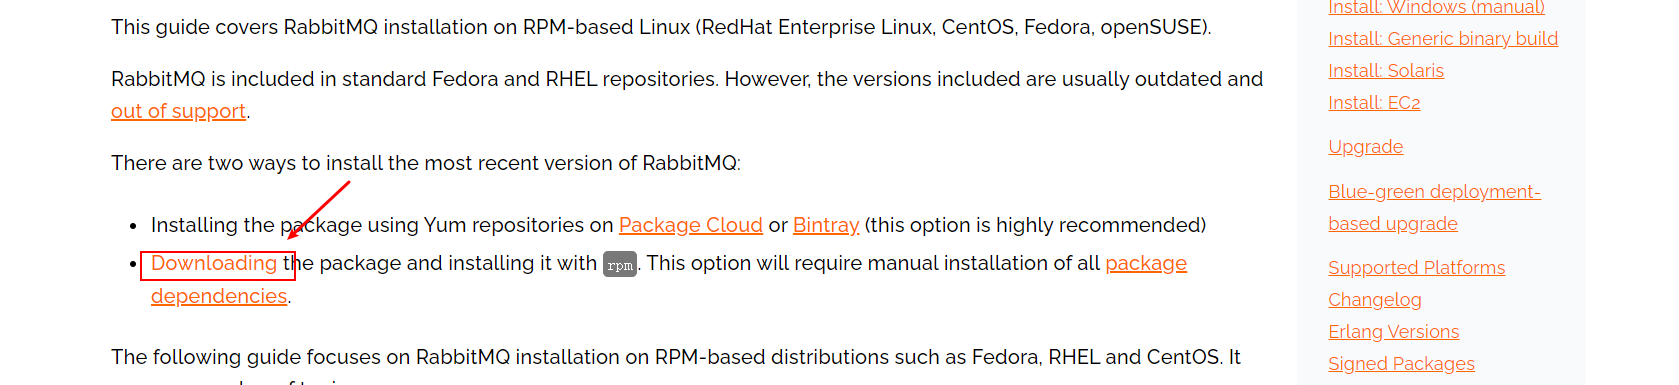 This guide covers RabbitMQ installation on RPM-based Linux (RedHat Enterprise Linux, CentOS, Fedora, openSUSE).
RabbitMQ is included in standard Fedora and RHEL repositories. However, the versions included are usually outdated and
out of support.
There are two ways to install the most recent version of RabbitMQ:
• Installing the package using Yum repositories on Package Cloud or Bintray (this option is highly recommended)
• Downloading the package and installing it with rpm. This option will require manual installation of all package
dependencies.
The following guide focuses on RabbitMQ installation on RPM-based distributions such as Fedora, RHEL and CentOS. It
Install: Windows (manual)
Install: Generic binary build
Install: Solaris
Install: EC2
Upgrade
Blue-green deployment-
based upgrade
Supported Platforms
Changelog
Erlang Versions
Signed Packages